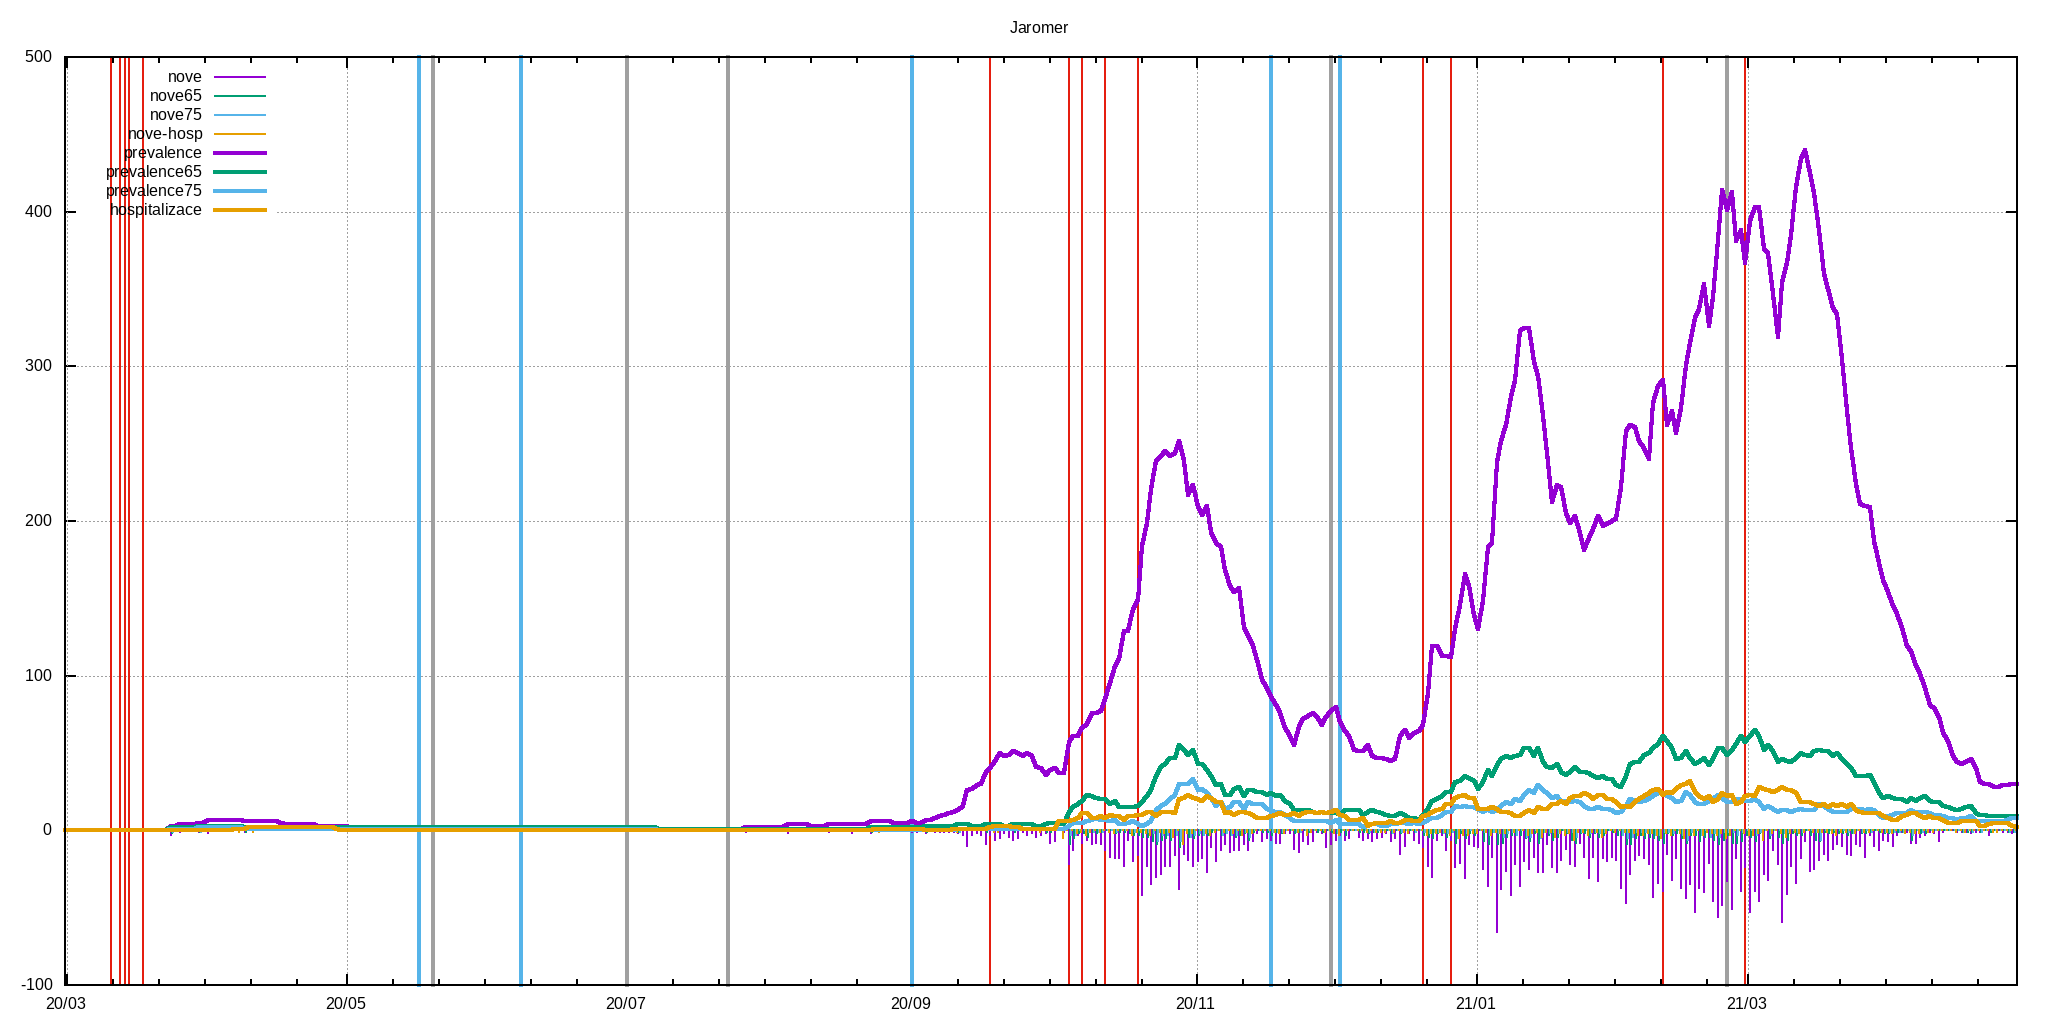 Jaromer
500
nove
nove65
nove75
nove-hosp
prevalence
prevalence65
prevalence75
hospitalizace
400
300
200
100
0
-100
20/03 20/05 20/07 20/09 20/11 21/01 21/03